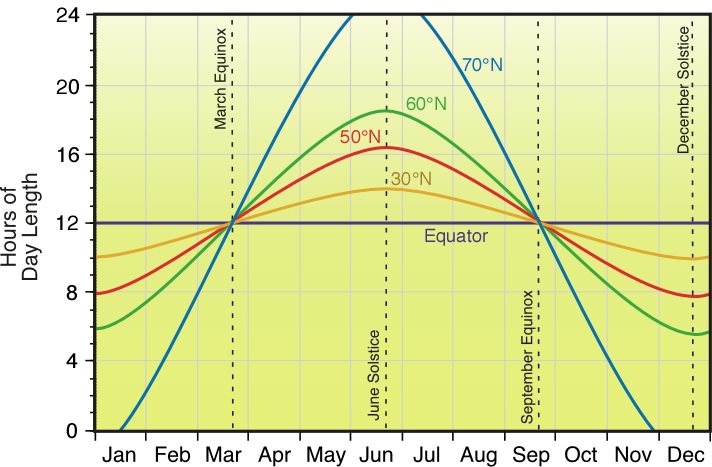 24
20
16
12
8
4
0
Hours of
Day Length
March Equinox
June Solstice
September Equinox
December Solstice
70°N
60°N
50°N
30°N
Equator
Jan Feb Mar Apr May Jun Jul Aug Sep Oct Nov Dec